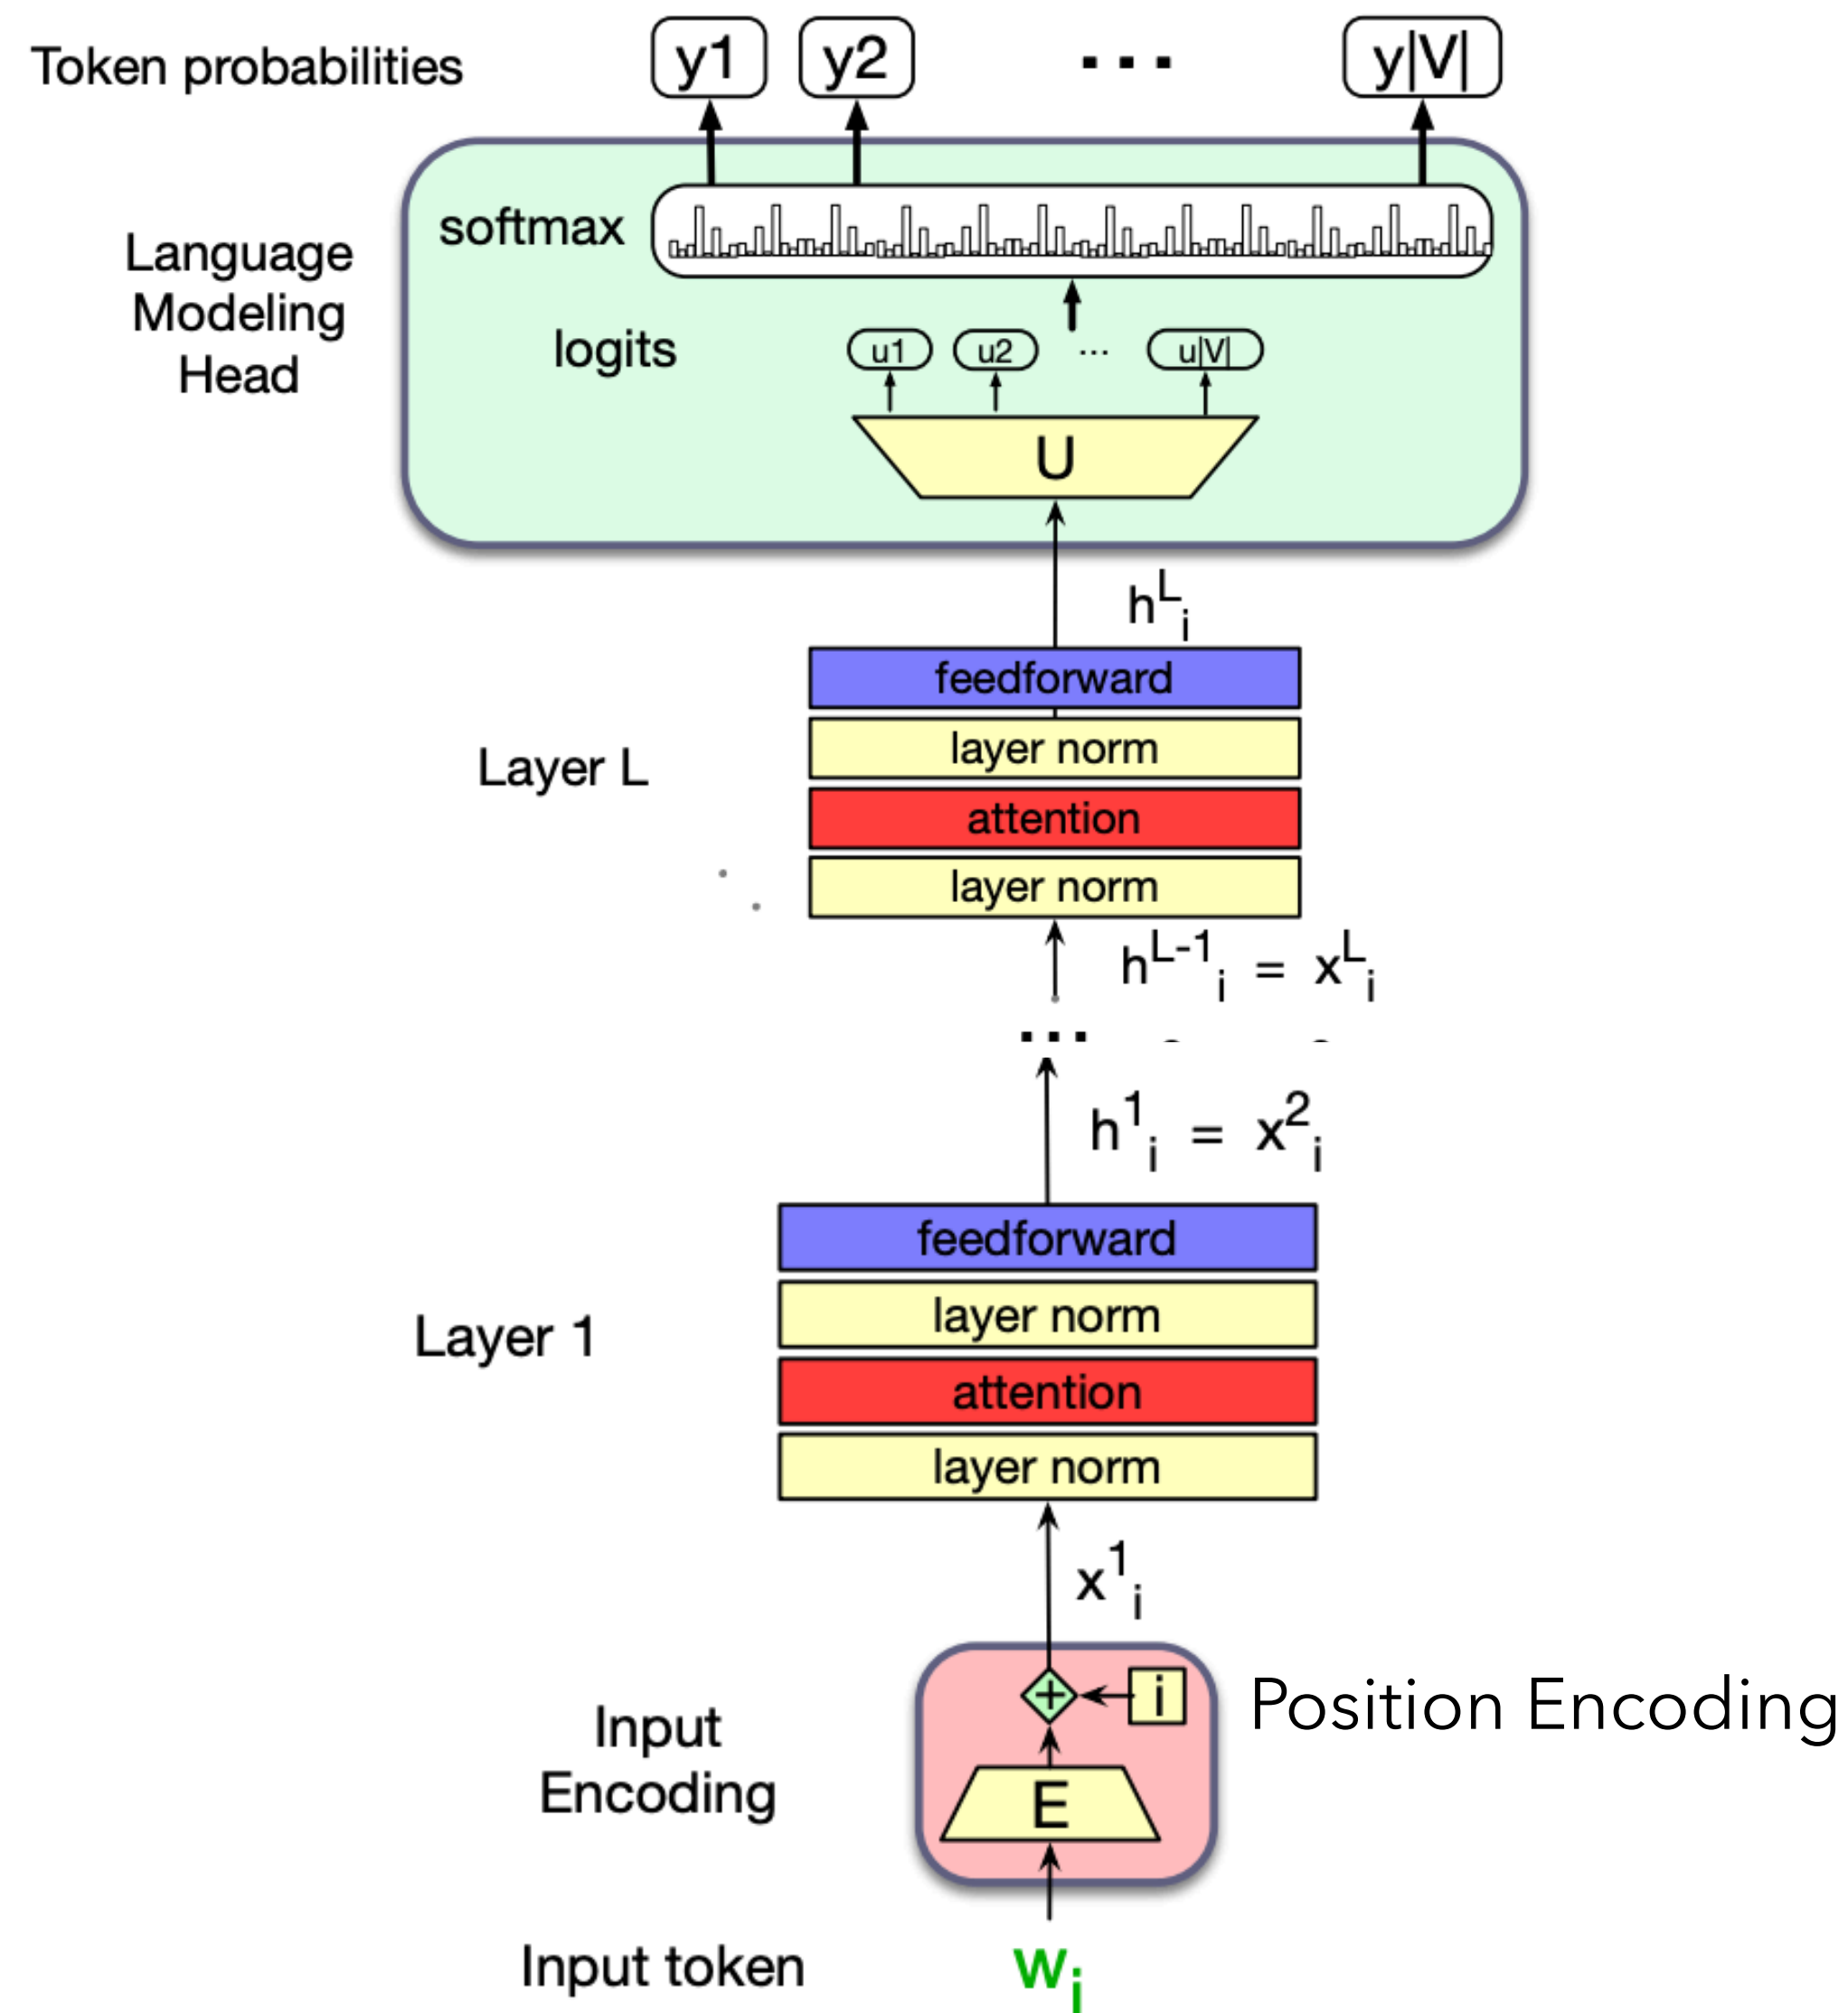 Token probabilities y1 y2 ... y|V|
softmax
Language
Modeling
Head
logits u1 u2 ... u|V|
U
h^L_i
feedforward
layer norm
Layer L
attention
layer norm
h^{L-1}_i = x^L_i
...
h^1_i = x^2_i
feedforward
layer norm
Layer 1
attention
layer norm
x^1_i
+ i Position Encoding
Input
Encoding
E
Input token w_i